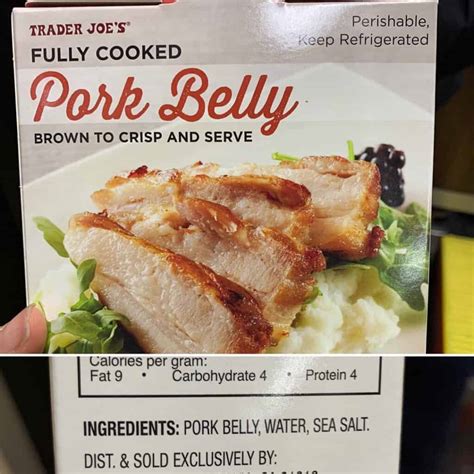 TRADER JOE'S®
Perishable,
Keep Refrigerated
FULLY COOKED
Pork Belly
BROWN TO CRISP AND SERVE
Calories per gram:
Fat 9 • Carbohydrate 4 • Protein 4
INGREDIENTS: PORK BELLY, WATER, SEA SALT.
DIST. & SOLD EXCLUSIVELY BY: